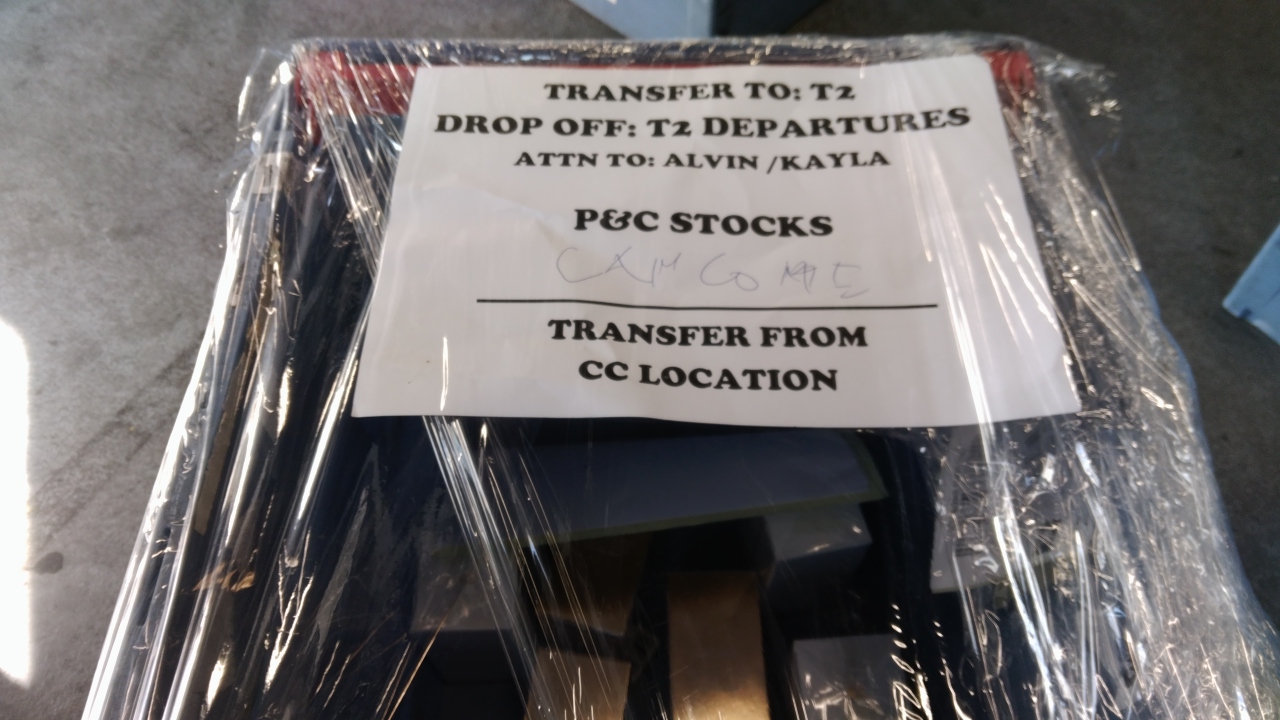 TRANSFER TO: T2
DROP OFF: T2 DEPARTURES
ATTN TO: ALVIN /KAYLA
P&C STOCKS
TRANSFER FROM
CC LOCATION